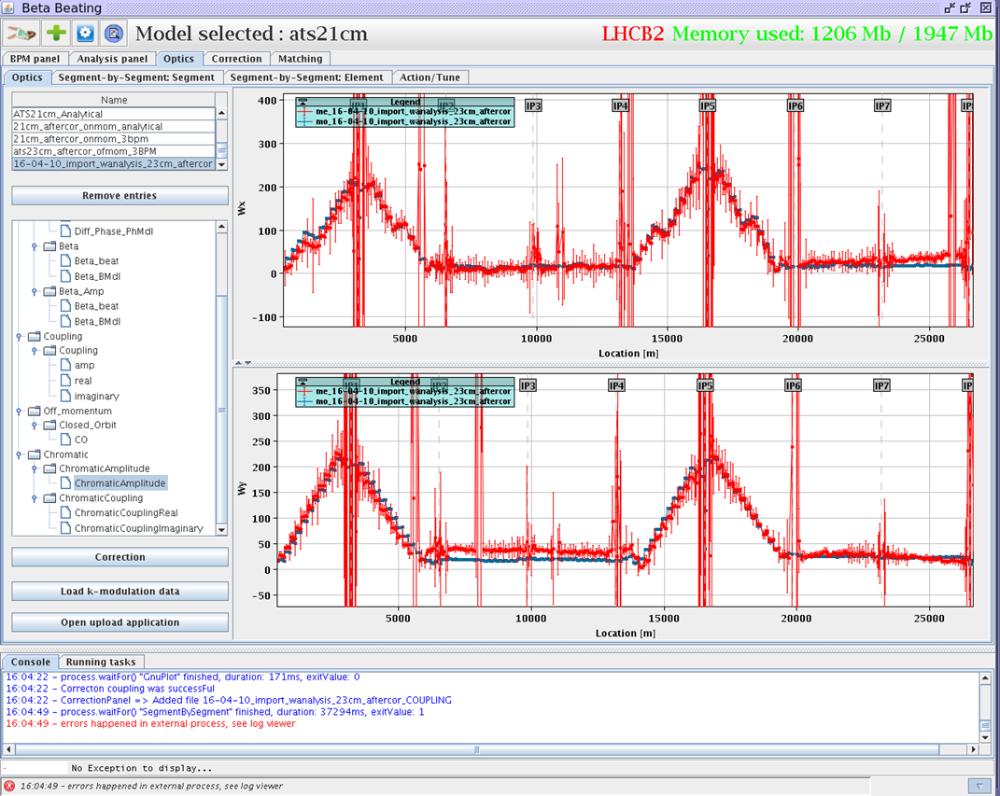 Beta Beating
Model selected : ats21cm
LHCB2 Memory used: 1206 Mb / 1947 Mb
BPM panel Analysis panel Optics Correction Matching
Optics Segment-by-Segment: Segment Segment-by-Segment: Element Action/Tune
Name
ATS21cm_Analytical
21cm_aftercor_onmom_analytical
21cm_aftercor_onmom_3bpm
ats23cm_aftercor_ofmom_3BPM
16-04-10_import_wanalysis_23cm_aftercor
Remove entries
Diff_Phase_PhMdl
Beta
Beta_beat
Beta_BMdl
Beta_Amp
Beta_beat
Beta_BMdl
Coupling
Coupling
amp
real
imaginary
Off_momentum
Closed_Orbit
CO
Chromatic
ChromaticAmplitude
ChromaticAmplitude
ChromaticCoupling
ChromaticCouplingReal
ChromaticCouplingImaginary
Correction
Load k-modulation data
Open upload application
Legend
me_16-04-10_import_wanalysis_23cm_aftercor
mo_16-04-10_import_wanalysis_23cm_aftercor
IP1 IP2 IP3 IP4 IP5 IP6 IP7 IP8
400
300
200
100
0
-100
Wx
5000 10000 15000 20000 25000
Location [m]
Legend
me_16-04-10_import_wanalysis_23cm_aftercor
mo_16-04-10_import_wanalysis_23cm_aftercor
IP1 IP2 IP3 IP4 IP5 IP6 IP7 IP
350
300
250
200
150
100
50
0
-50
Wy
5000 10000 15000 20000 25000
Location [m]
Console Running tasks
16:04:22 - process.waitFor() "GnuPlot" finished, duration: 171ms, exitValue: 0
16:04:22 - Correcton coupling was successFul
16:04:22 - CorrectionPanel => Added file 16-04-10_import_wanalysis_23cm_aftercor_COUPLING
16:04:49 - process.waitFor() "SegmentBySegment" finished, duration: 37294ms, exitValue: 1
16:04:49 - errors happened in external process, see log viewer
- No Exception to display...
16:04:49 - errors happened in external process, see log viewer